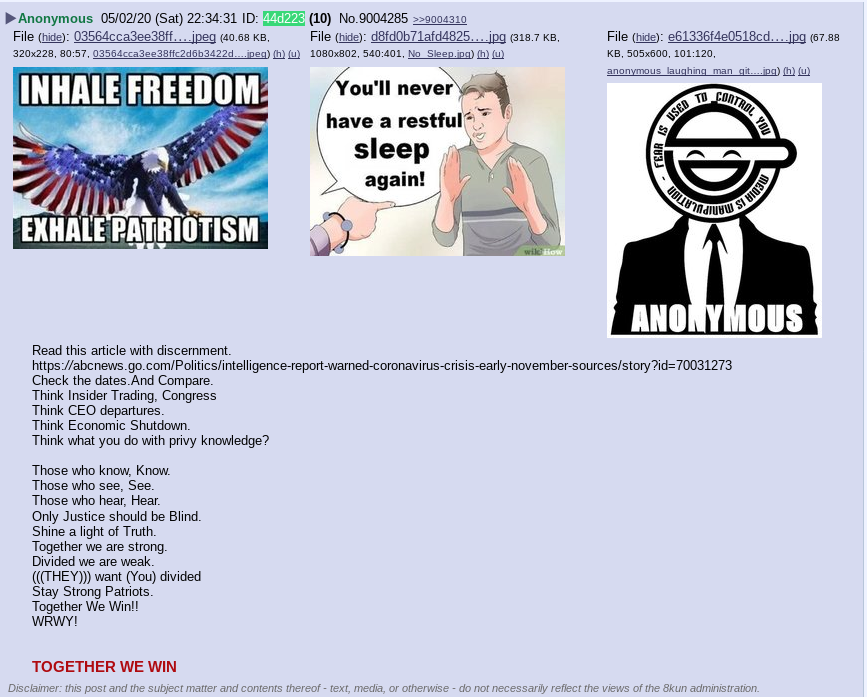 ▶Anonymous 05/02/20 (Sat) 22:34:31 ID: 44d223 (10) No.9004285 >>9004310
File (hide): 03564cca3ee38ff….jpeg (40.68 KB, 320x228, 80:57, 03564cca3ee38ffc2d6b3422d….jpeg) (h) (u)
INHALE FREEDOM
EXHALE PATRIOTISM
File (hide): d8fd0b71afd4825….jpg (318.7 KB, 1080x802, 540:401, No_Sleep.jpg) (h) (u)
You'll never
have a restful
sleep
again!
wikiHow
File (hide): e61336f4e0518cd….jpg (67.88 KB, 505x600, 101:120, anonymous_laughing_man_git….jpg) (h) (u)
FEAR IS USED TO CONTROL YOU - MEDIA IS MANIPULATION -
ANONYMOUS
Read this article with discernment.
https://abcnews.go.com/Politics/intelligence-report-warned-coronavirus-crisis-early-november-sources/story?id=70031273
Check the dates.And Compare.
Think Insider Trading, Congress
Think CEO departures.
Think Economic Shutdown.
Think what you do with privy knowledge?
Those who know, Know.
Those who see, See.
Those who hear, Hear.
Only Justice should be Blind.
Shine a light of Truth.
Together we are strong.
Divided we are weak.
(((THEY))) want (You) divided
Stay Strong Patriots.
Together We Win!!
WRWY!
TOGETHER WE WIN
Disclaimer: this post and the subject matter and contents thereof - text, media, or otherwise - do not necessarily reflect the views of the 8kun administration.